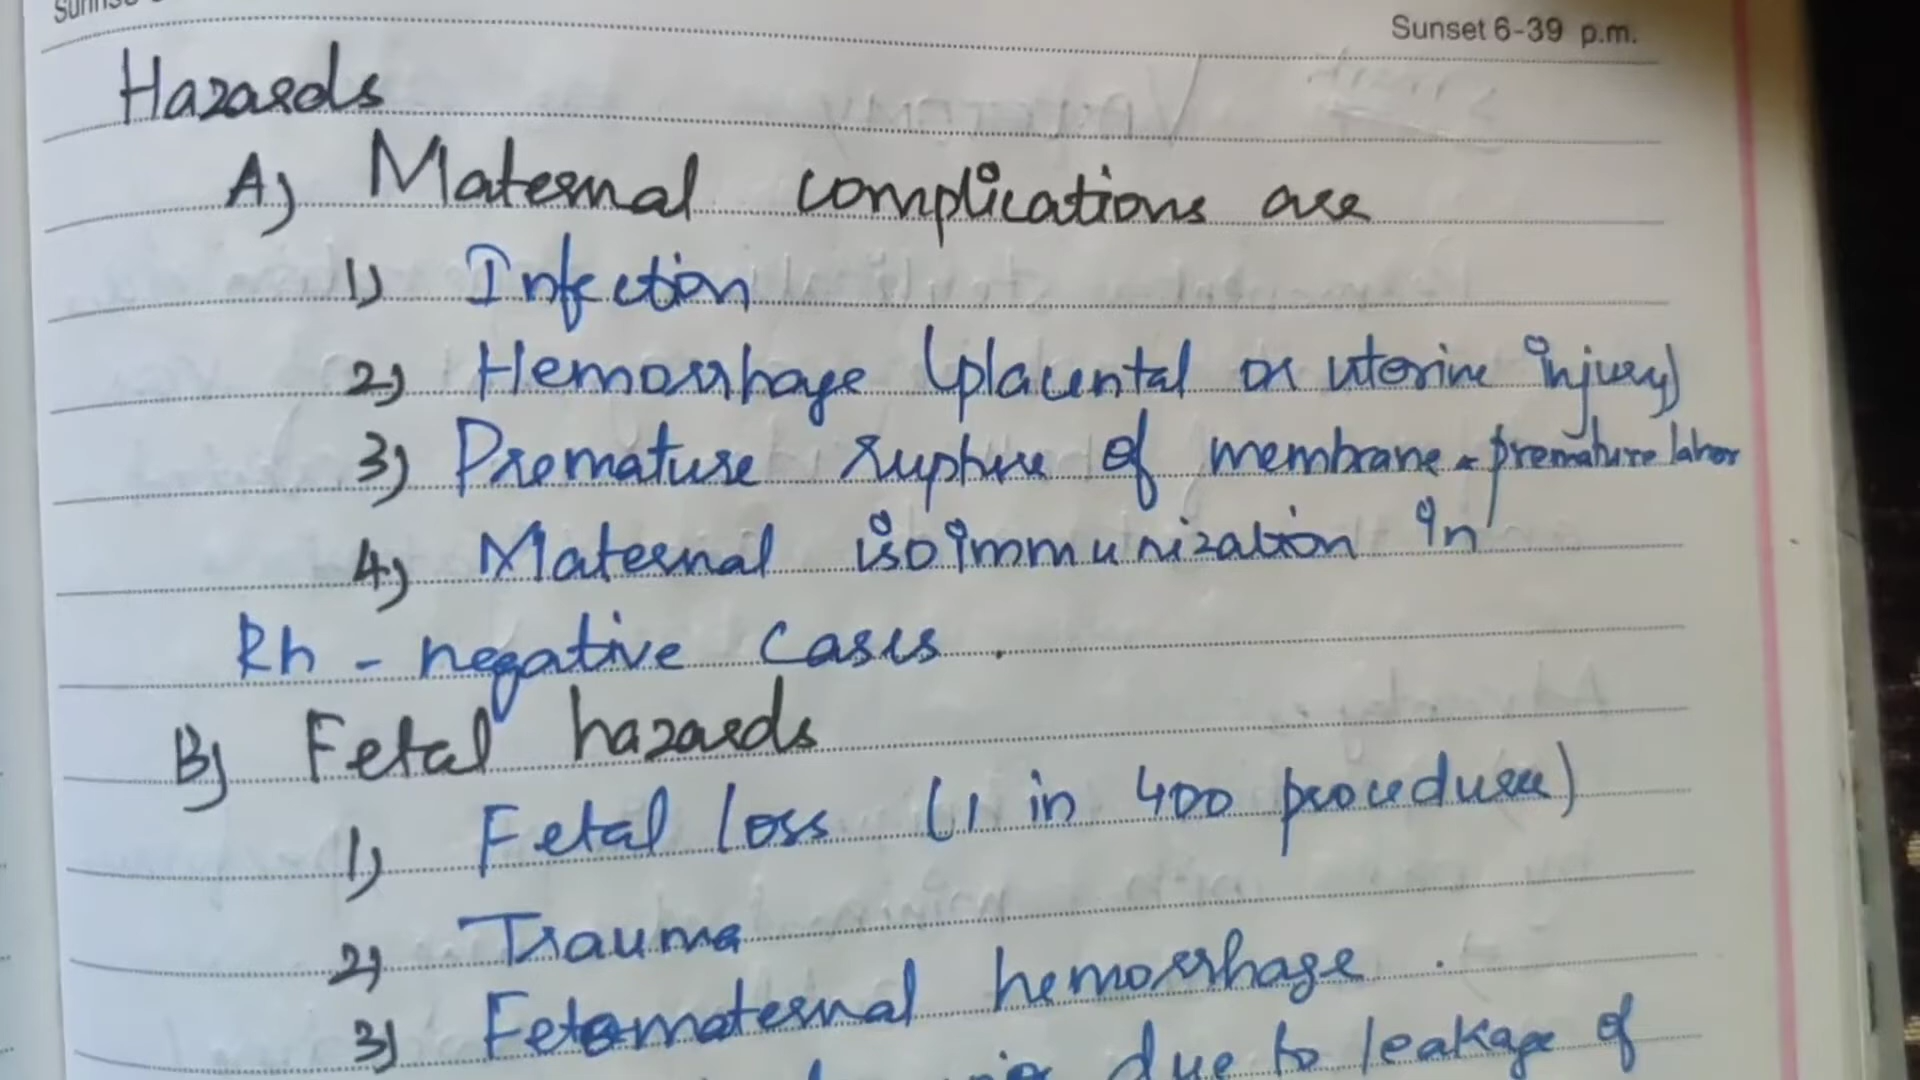 Sunset 6-39 p.m.
Hazards
A) Maternal complications are
1) Infection
2) Hemorrhage (placental or uterine injury)
3) Premature rupture of membrane - premature labor
4) Maternal isoimmunization in
Rh - negative cases.
B) Fetal hazards
1) Fetal loss (1 in 400 procedures)
2) Trauma
3) Fetomaternal hemorrhage.
due to leakage of